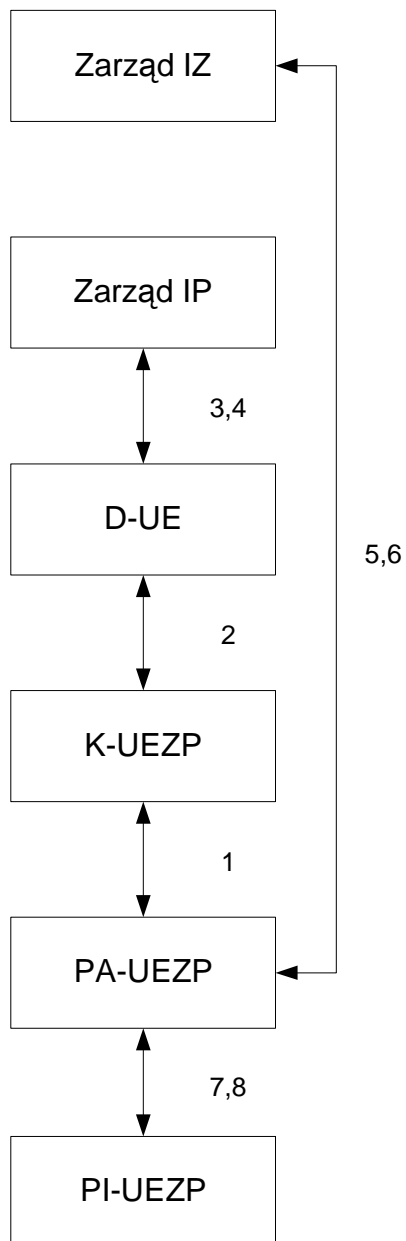 Zarząd IZ
Zarząd IP
3,4
D-UE
5,6
2
K-UEZP
1
PA-UEZP
7,8
PI-UEZP